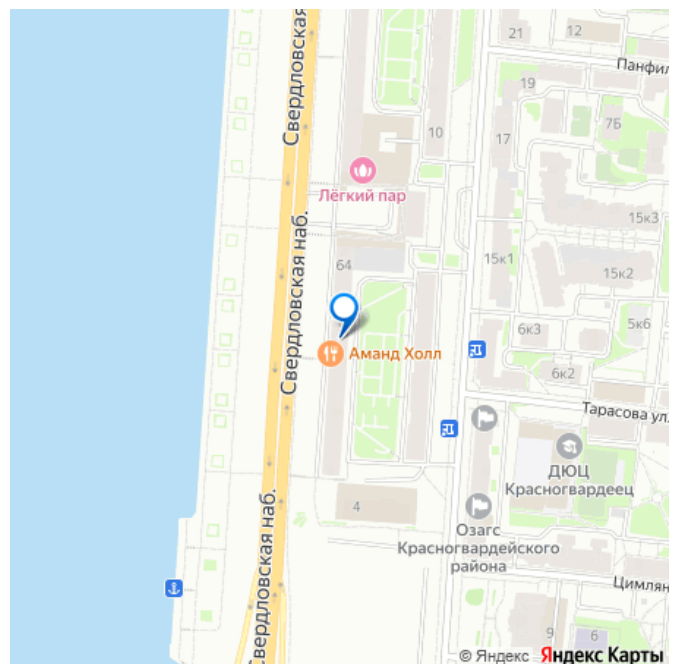 Свердловская
21
12
Панфил
19
7Б
17
10
Лёгкий пар
15к3
Свердловская наб.
15к1
64
15к2
5к6
6к3
Аманд Холл
6к2
Тарасова ул.
ДЮЦ
Красногвардеец
4
Свердловская наб.
Озагс
Красногвардейского
района
Цимлян
9
6
© Яндекс Яндекс Карты